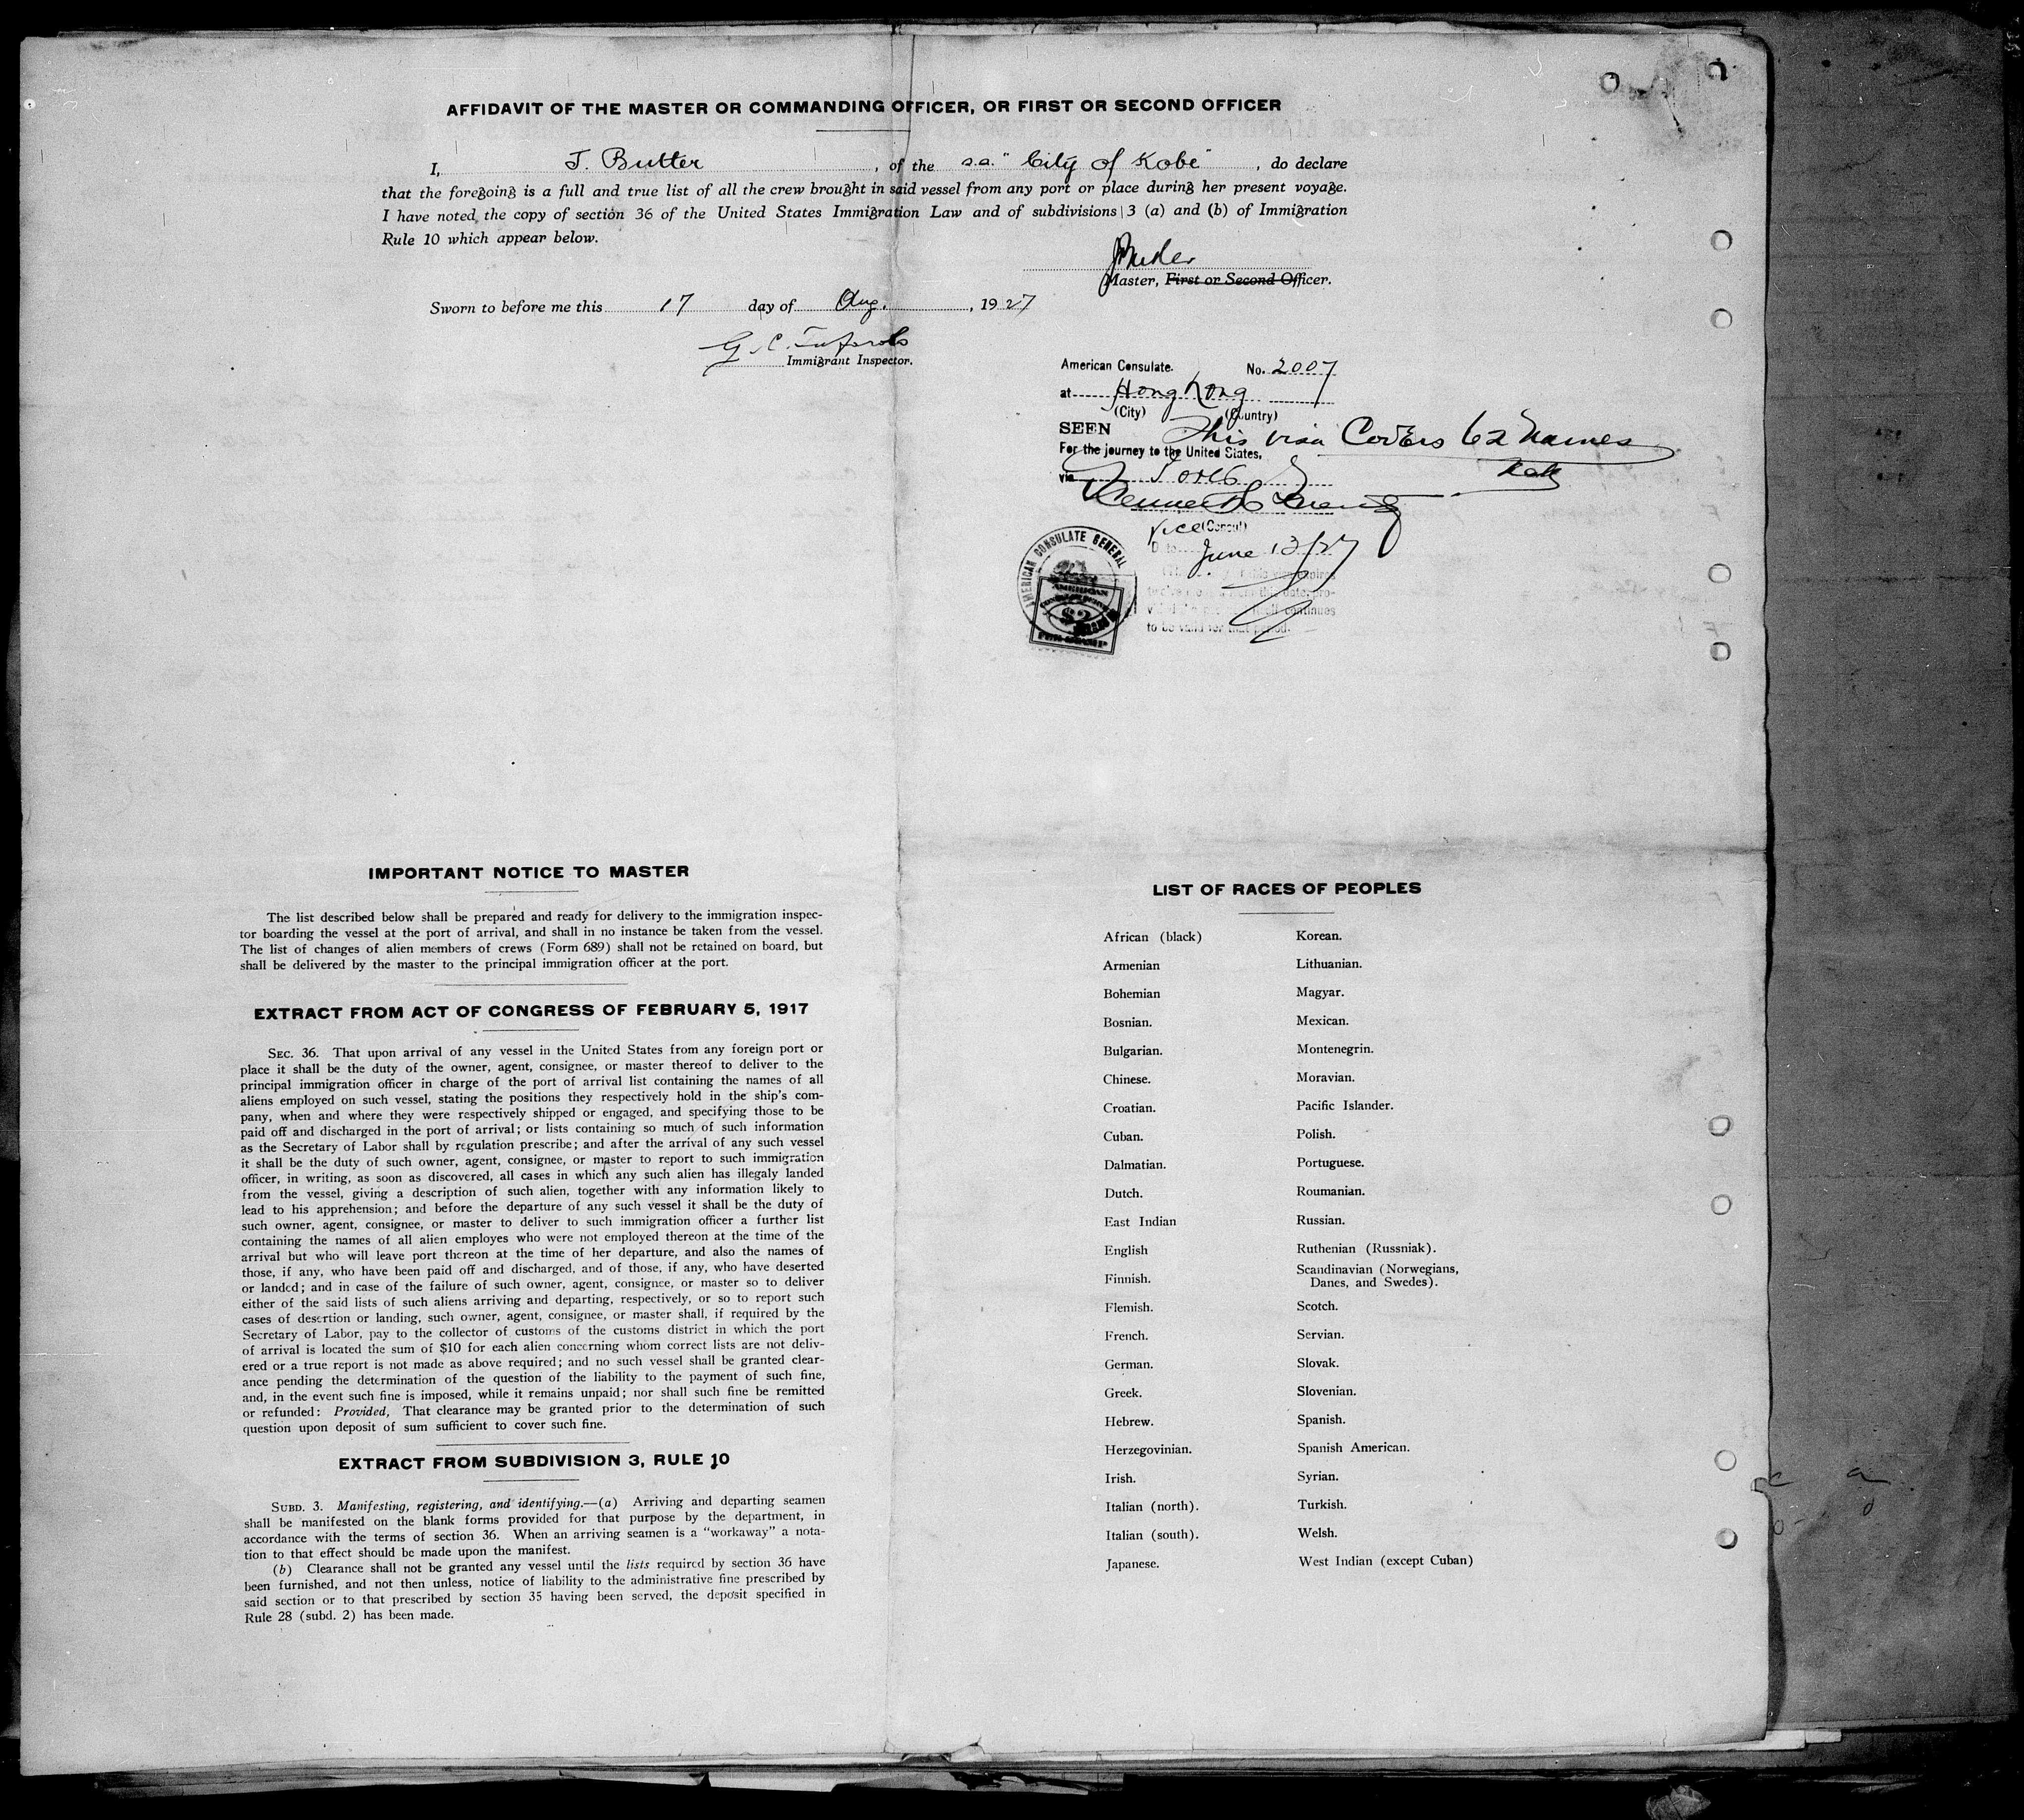 AFFIDAVIT OF THE MASTER OR COMMANDING OFFICER, OR FIRST OR SECOND OFFICER
I, J. Butter, of the s.s. "City of Kobe", do declare
that the foregoing is a full and true list of all the crew brought in said vessel from any port or place during her present voyage.
I have noted the copy of section 36 of the United States Immigration Law and of subdivisions 3 (a) and (b) of Immigration
Rule 10 which appear below.
Master, First or Second Officer.
Sworn to before me this 17 day of Aug., 1927
Immigrant Inspector.
American Consulate. No. 2007
at Hong Kong
(City) (Country)
SEEN This visa Covers 62 Names
For the journey to the United States,
via
Vice (Consul)
Date June 13/27
to be valid for that period.
AMERICAN CONSULATE GENERAL
AMERICAN
$2
FEE STAMP
IMPORTANT NOTICE TO MASTER
The list described below shall be prepared and ready for delivery to the immigration inspec-
tor boarding the vessel at the port of arrival, and shall in no instance be taken from the vessel.
The list of changes of alien members of crews (Form 689) shall not be retained on board, but
shall be delivered by the master to the principal immigration officer at the port.
EXTRACT FROM ACT OF CONGRESS OF FEBRUARY 5, 1917
SEC. 36. That upon arrival of any vessel in the United States from any foreign port or
place it shall be the duty of the owner, agent, consignee, or master thereof to deliver to the
principal immigration officer in charge of the port of arrival list containing the names of all
aliens employed on such vessel, stating the positions they respectively hold in the ship's com-
pany, when and where they were respectively shipped or engaged, and specifying those to be
paid off and discharged in the port of arrival; or lists containing so much of such information
as the Secretary of Labor shall by regulation prescribe; and after the arrival of any such vessel
it shall be the duty of such owner, agent, consignee, or master to report to such immigration
officer, in writing, as soon as discovered, all cases in which any such alien has illegaly landed
from the vessel, giving a description of such alien, together with any information likely to
lead to his apprehension; and before the departure of any such vessel it shall be the duty of
such owner, agent, consignee, or master to deliver to such immigration officer a further list
containing the names of all alien employes who were not employed thereon at the time of the
arrival but who will leave port thereon at the time of her departure, and also the names of
those, if any, who have been paid off and discharged, and of those, if any, who have deserted
or landed; and in case of the failure of such owner, agent, consignee, or master so to deliver
either of the said lists of such aliens arriving and departing, respectively, or so to report such
cases of desertion or landing, such owner, agent, consignee, or master shall, if required by the
Secretary of Labor, pay to the collector of customs of the customs district in which the port
of arrival is located the sum of $10 for each alien concerning whom correct lists are not deliv-
ered or a true report is not made as above required; and no such vessel shall be granted clear-
ance pending the determination of the question of the liability to the payment of such fine,
and, in the event such fine is imposed, while it remains unpaid; nor shall such fine be remitted
or refunded: Provided, That clearance may be granted prior to the determination of such
question upon deposit of sum sufficient to cover such fine.
EXTRACT FROM SUBDIVISION 3, RULE 10
SUBD. 3. Manifesting, registering, and identifying.—(a) Arriving and departing seamen
shall be manifested on the blank forms provided for that purpose by the department, in
accordance with the terms of section 36. When an arriving seamen is a "workaway" a nota-
tion to that effect should be made upon the manifest.
(b) Clearance shall not be granted any vessel until the lists required by section 36 have
been furnished, and not then unless, notice of liability to the administrative fine prescribed by
said section or to that prescribed by section 35 having been served, the deposit specified in
Rule 28 (subd. 2) has been made.
LIST OF RACES OF PEOPLES
African (black) Korean.
Armenian Lithuanian.
Bohemian Magyar.
Bosnian. Mexican.
Bulgarian. Montenegrin.
Chinese. Moravian.
Croatian. Pacific Islander.
Cuban. Polish.
Dalmatian. Portuguese.
Dutch. Roumanian.
East Indian Russian.
English Ruthenian (Russniak).
Finnish. Scandinavian (Norwegians,
Danes, and Swedes).
Flemish. Scotch.
French. Servian.
German. Slovak.
Greek. Slovenian.
Hebrew. Spanish.
Herzegovinian. Spanish American.
Irish. Syrian.
Italian (north). Turkish.
Italian (south). Welsh.
Japanese. West Indian (except Cuban)